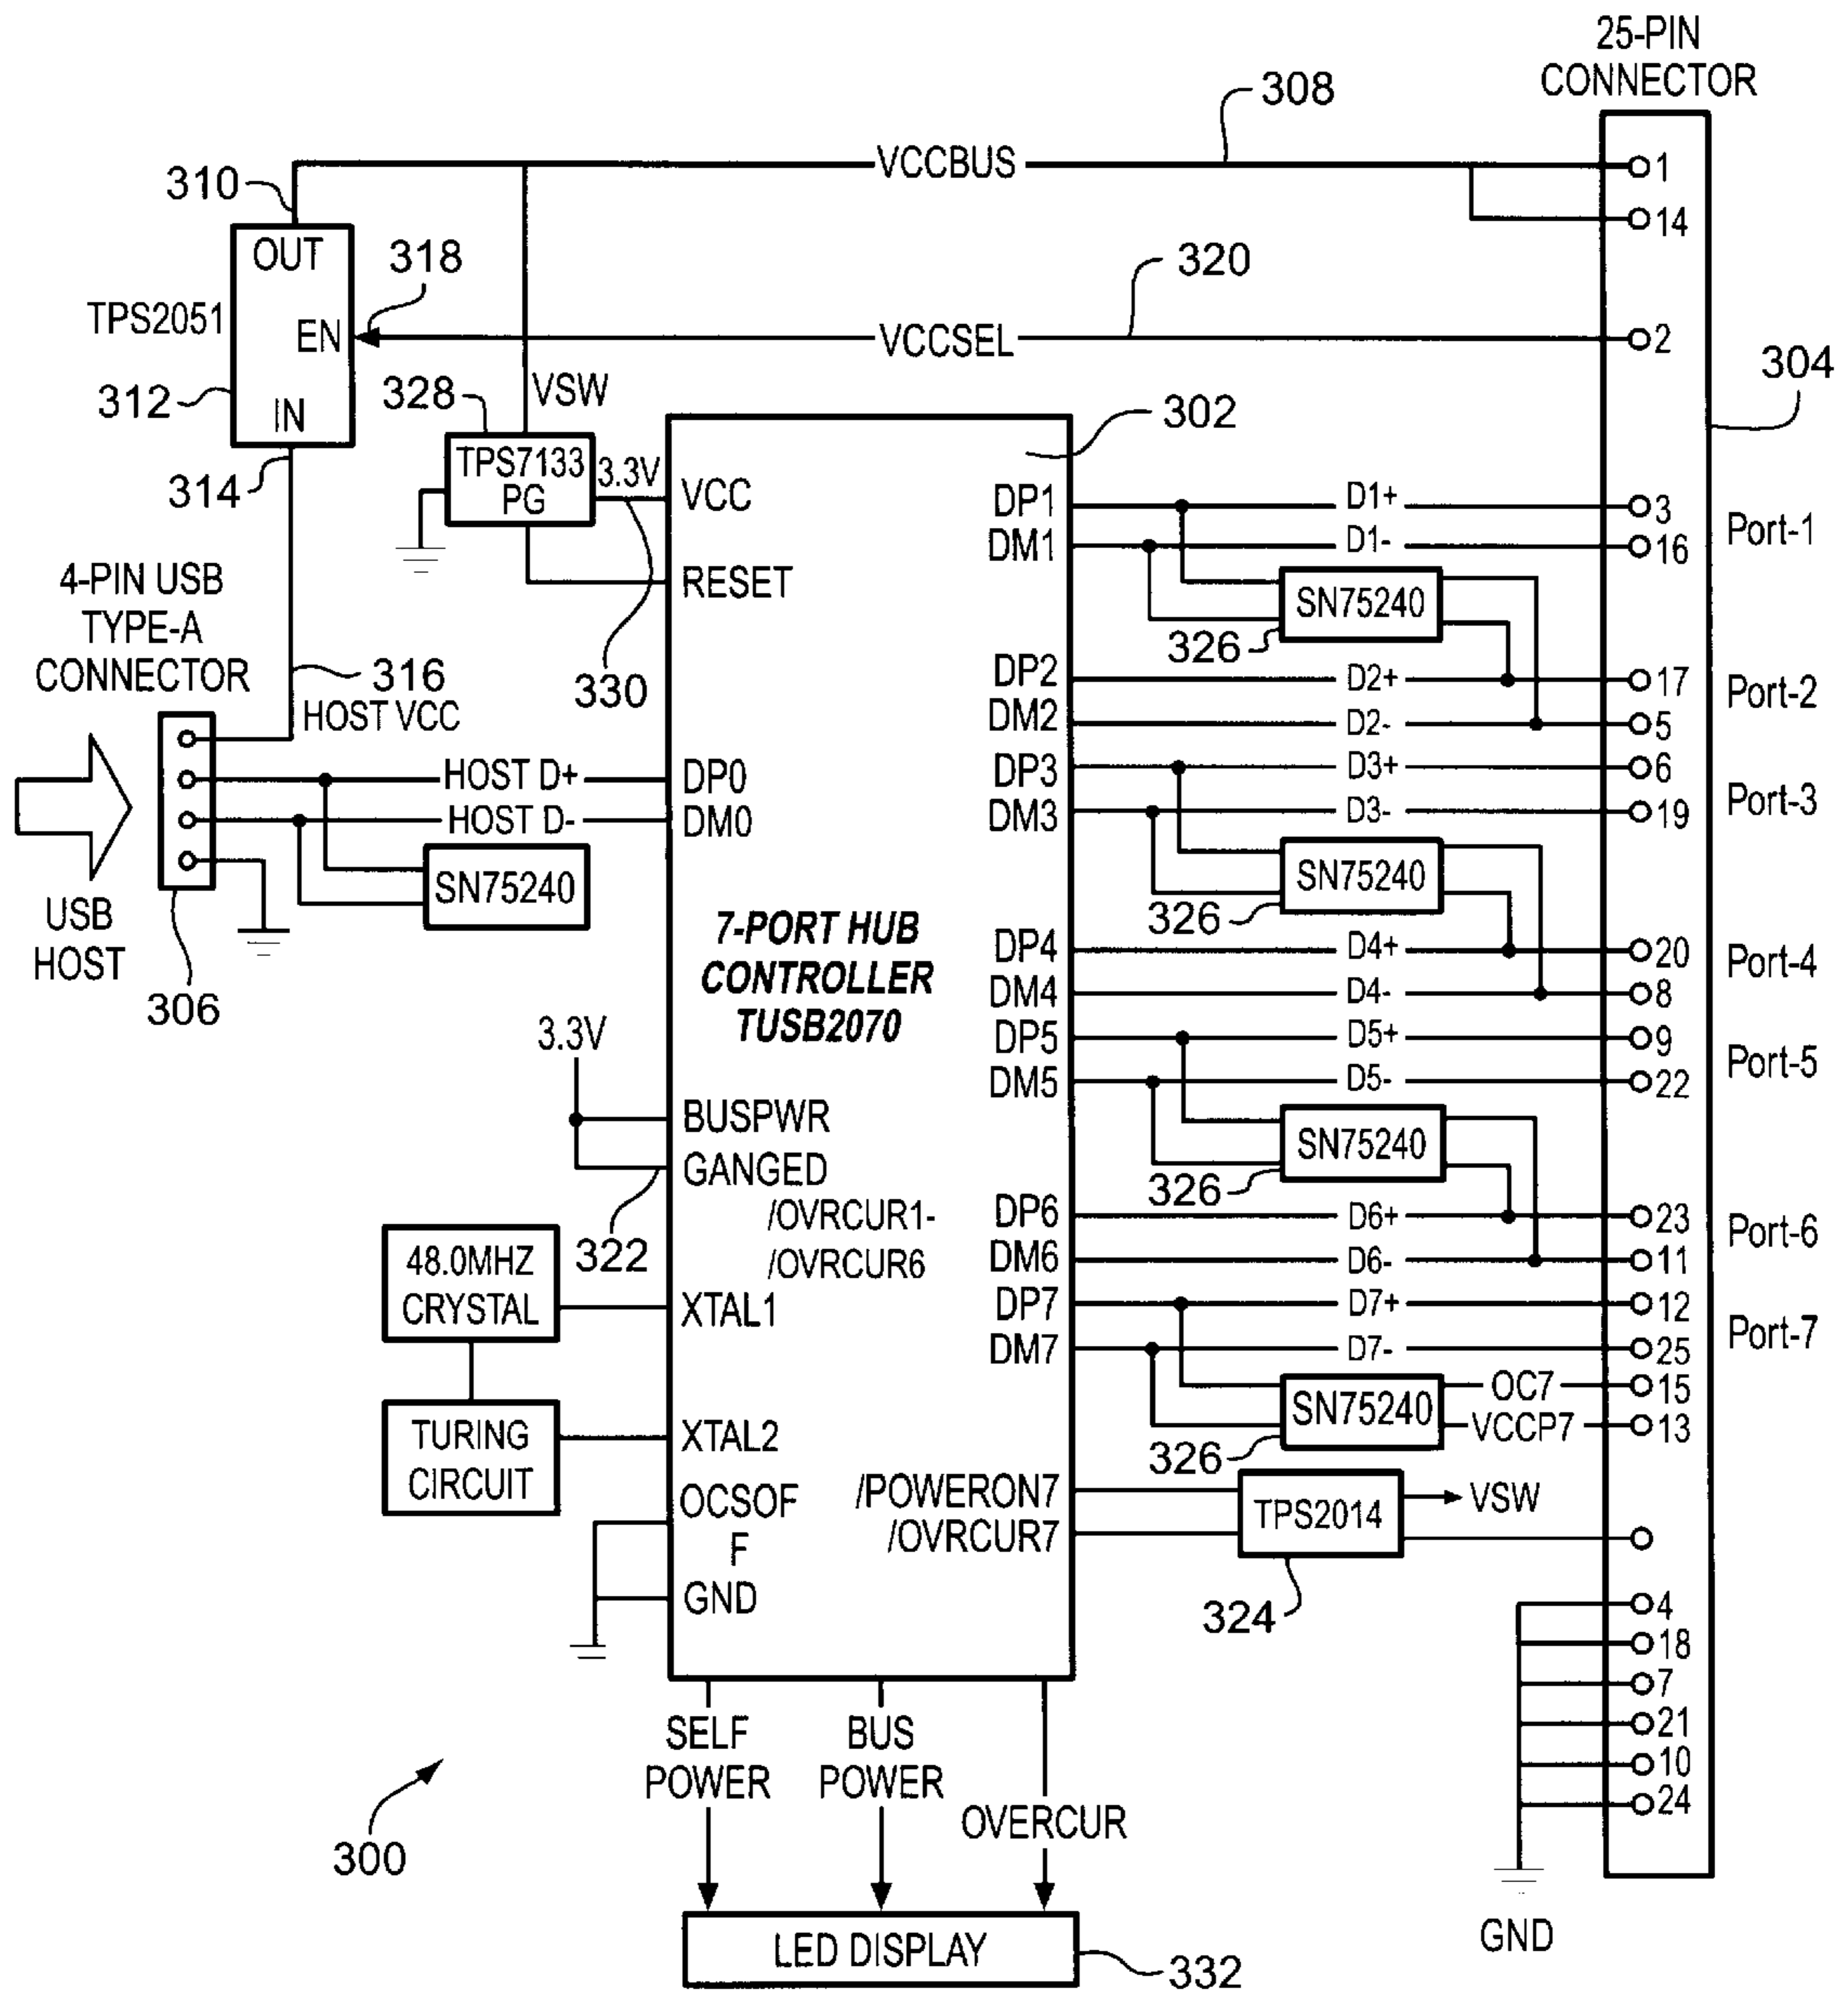 25-PIN
CONNECTOR
308
VCCBUS
1
310
14
OUT
318
320
TPS2051
EN
VCCSEL
2
304
312
IN
328
VSW
302
314
TPS7133
PG
3.3V
VCC
DP1
D1+
3
Port-1
DM1
D1-
16
RESET
4-PIN USB
TYPE-A
CONNECTOR
SN75240
326
316
HOST VCC
330
DP2
D2+
17
Port-2
DM2
D2-
5
HOST D+
DP0
DP3
D3+
6
Port-3
HOST D-
DM0
DM3
D3-
19
SN75240
SN75240
326
USB
HOST
306
7-PORT HUB
CONTROLLER
TUSB2070
DP4
D4+
20
Port-4
DM4
D4-
8
3.3V
DP5
D5+
9
Port-5
DM5
D5-
22
BUSPWR
GANGED
322
SN75240
326
/OVRCUR1-
/OVRCUR6
DP6
D6+
23
Port-6
DM6
D6-
11
48.0MHZ
CRYSTAL
XTAL1
DP7
D7+
12
Port-7
DM7
D7-
25
SN75240
OC7
15
VCCP7
13
326
TURING
CIRCUIT
XTAL2
OCSOF
F
GND
/POWERON7
/OVRCUR7
TPS2014
VSW
324
4
18
7
21
10
24
GND
SELF
POWER
BUS
POWER
OVERCUR
300
LED DISPLAY
332